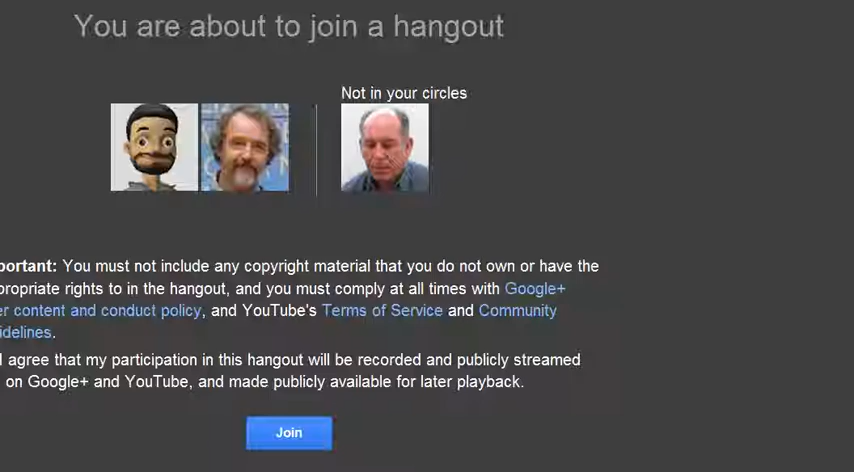 You are about to join a hangout
Not in your circles
portant: You must not include any copyright material that you do not own or have the
propriate rights to in the hangout, and you must comply at all times with Google+
er content and conduct policy, and YouTube's Terms of Service and Community
idelines.
I agree that my participation in this hangout will be recorded and publicly streamed
on Google+ and YouTube, and made publicly available for later playback.
Join